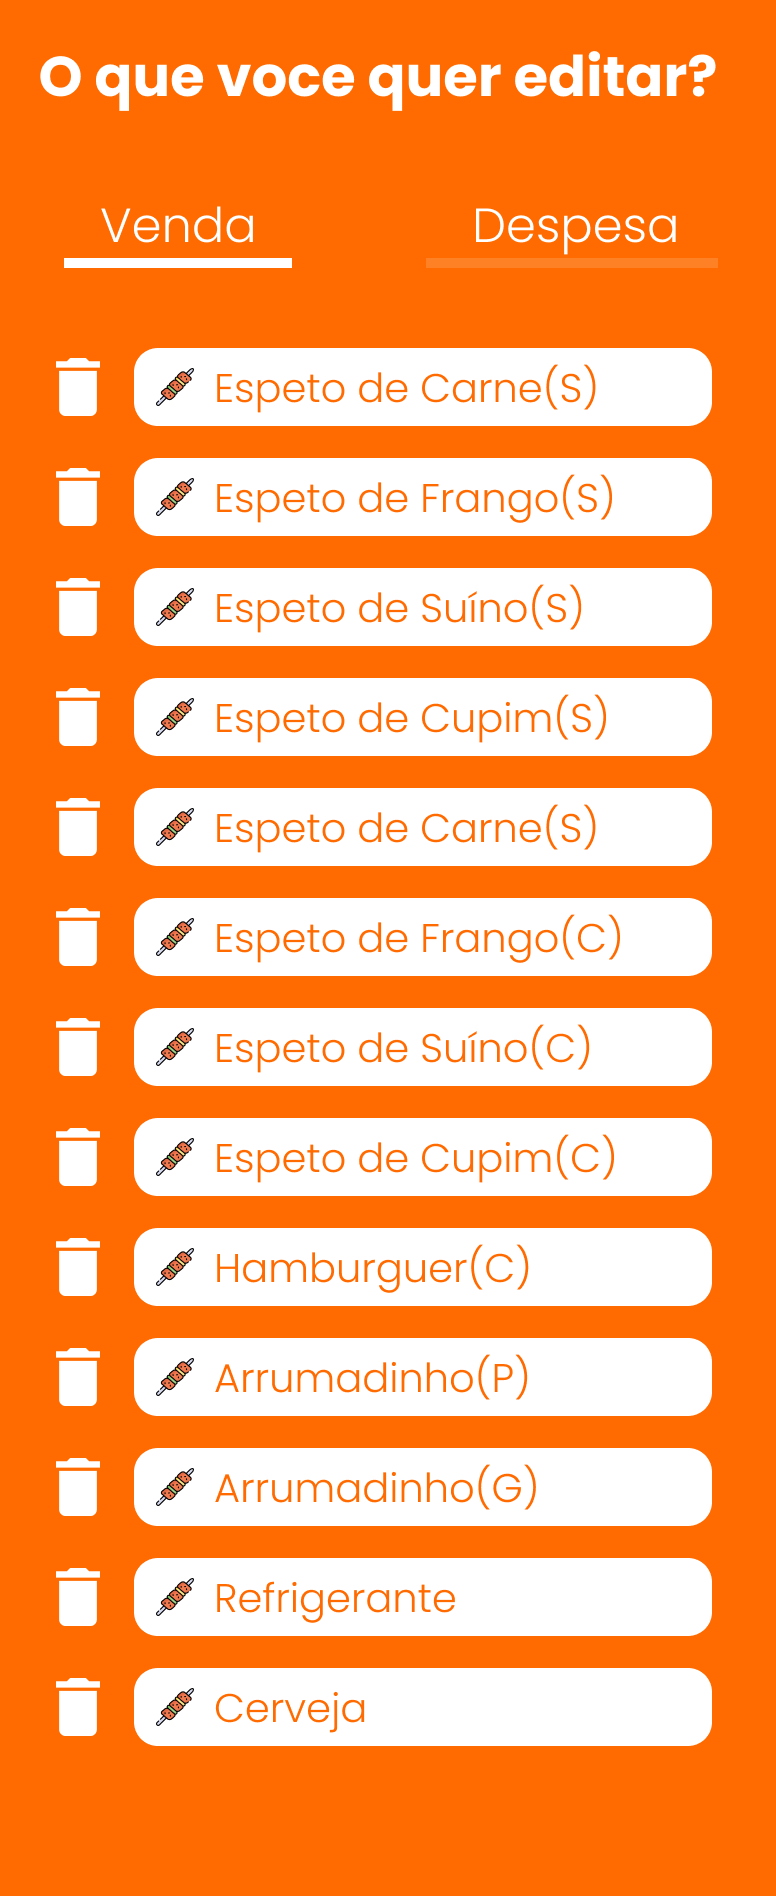 O que voce quer editar?
Venda Despesa
Espeto de Carne(S)
Espeto de Frango(S)
Espeto de Suíno(S)
Espeto de Cupim(S)
Espeto de Carne(S)
Espeto de Frango(C)
Espeto de Suíno(C)
Espeto de Cupim(C)
Hamburguer(C)
Arrumadinho(P)
Arrumadinho(G)
Refrigerante
Cerveja